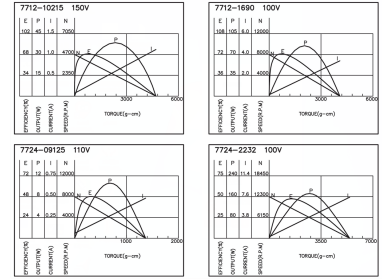 7712-10215 150V
E P I N
102 45 1.5 7050
68 30 1.0 4700
34 15 0.5 2350
P
I
N E
3000 6000
EFFICIENCY(%) OUTPUT(W) CURRENT(A) SPEED(R.P.M)
TORQUE(g-cm)
7712-1690 100V
E P I N
108 105 6.0 12000
72 70 4.0 8000
36 35 2.0 4000
P
I
N E
3000 6000
EFFICIENCY(%) OUTPUT(W) CURRENT(A) SPEED(R.P.M)
TORQUE(g-cm)
7724-09125 110V
E P I N
72 12 0.75 12000
48 8 0.50 8000
24 4 0.25 4000
P
N E I
1000 2000
EFFICIENCY(%) OUTPUT(W) CURRENT(A) SPEED(R.P.M)
TORQUE(g-cm)
7724-2232 100V
E P I N
75 240 11.4 18450
50 160 7.6 12300
25 80 3.8 6150
P
N E I
3500 7000
EFFICIENCY(%) OUTPUT(W) CURRENT(A) SPEED(R.P.M)
TORQUE(g-cm)